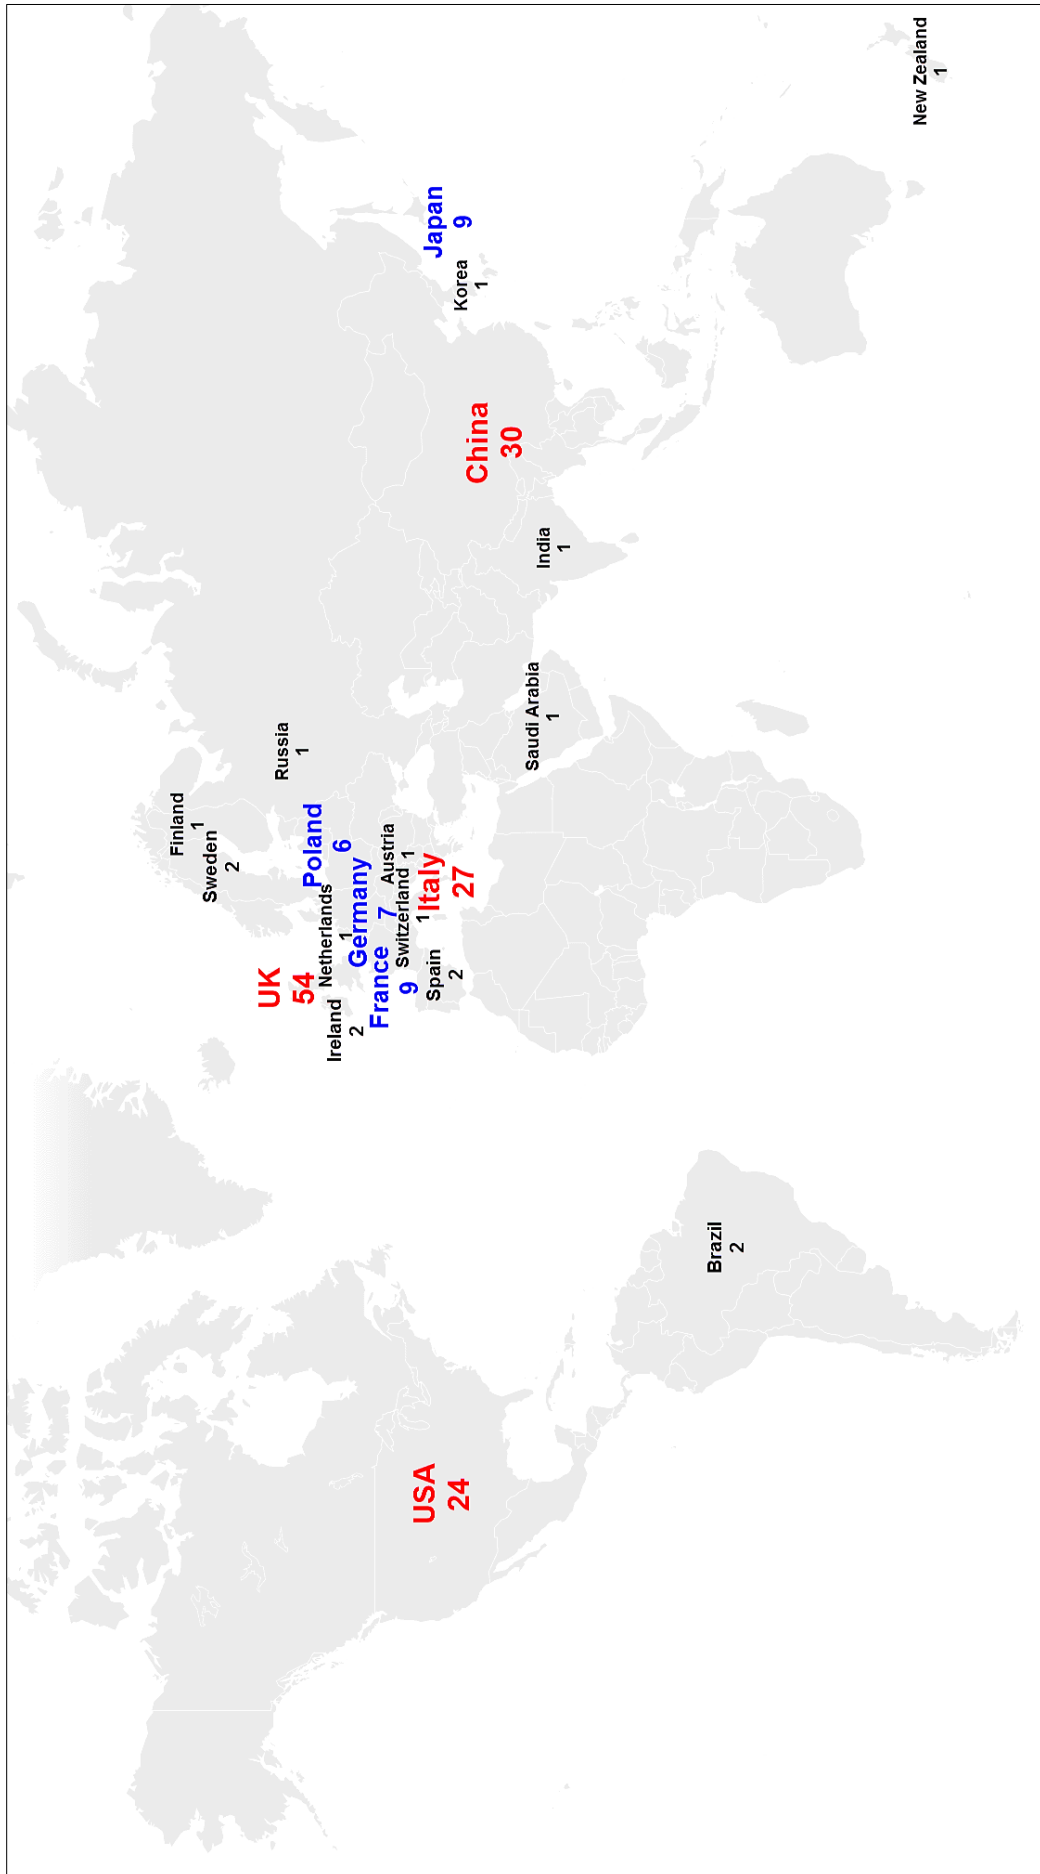 Finland
1
Sweden
2
Russia
1
UK
54
Netherlands
1
Poland
6
Ireland
2
Germany
7
France
9
Switzerland
1
Austria
1
Italy
27
Spain
2
USA
24
China
30
Korea
1
Japan
9
Saudi Arabia
1
India
1
Brazil
2
New Zealand
1